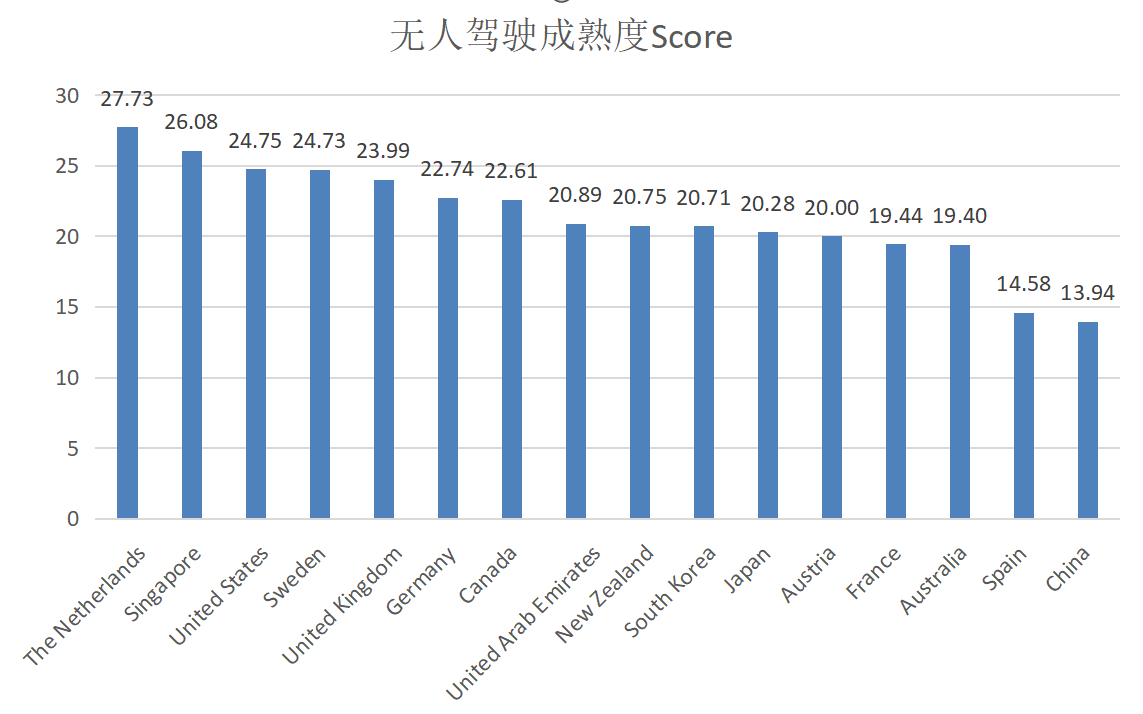 无人驾驶成熟度Score
30
25
20
15
10
5
0
27.73
26.08
24.75
24.73
23.99
22.74
22.61
20.89
20.75
20.71
20.28
20.00
19.44
19.40
14.58
13.94
The Netherlands
Singapore
United States
Sweden
United Kingdom
Germany
Canada
United Arab Emirates
New Zealand
South Korea
Japan
Austria
France
Australia
Spain
China